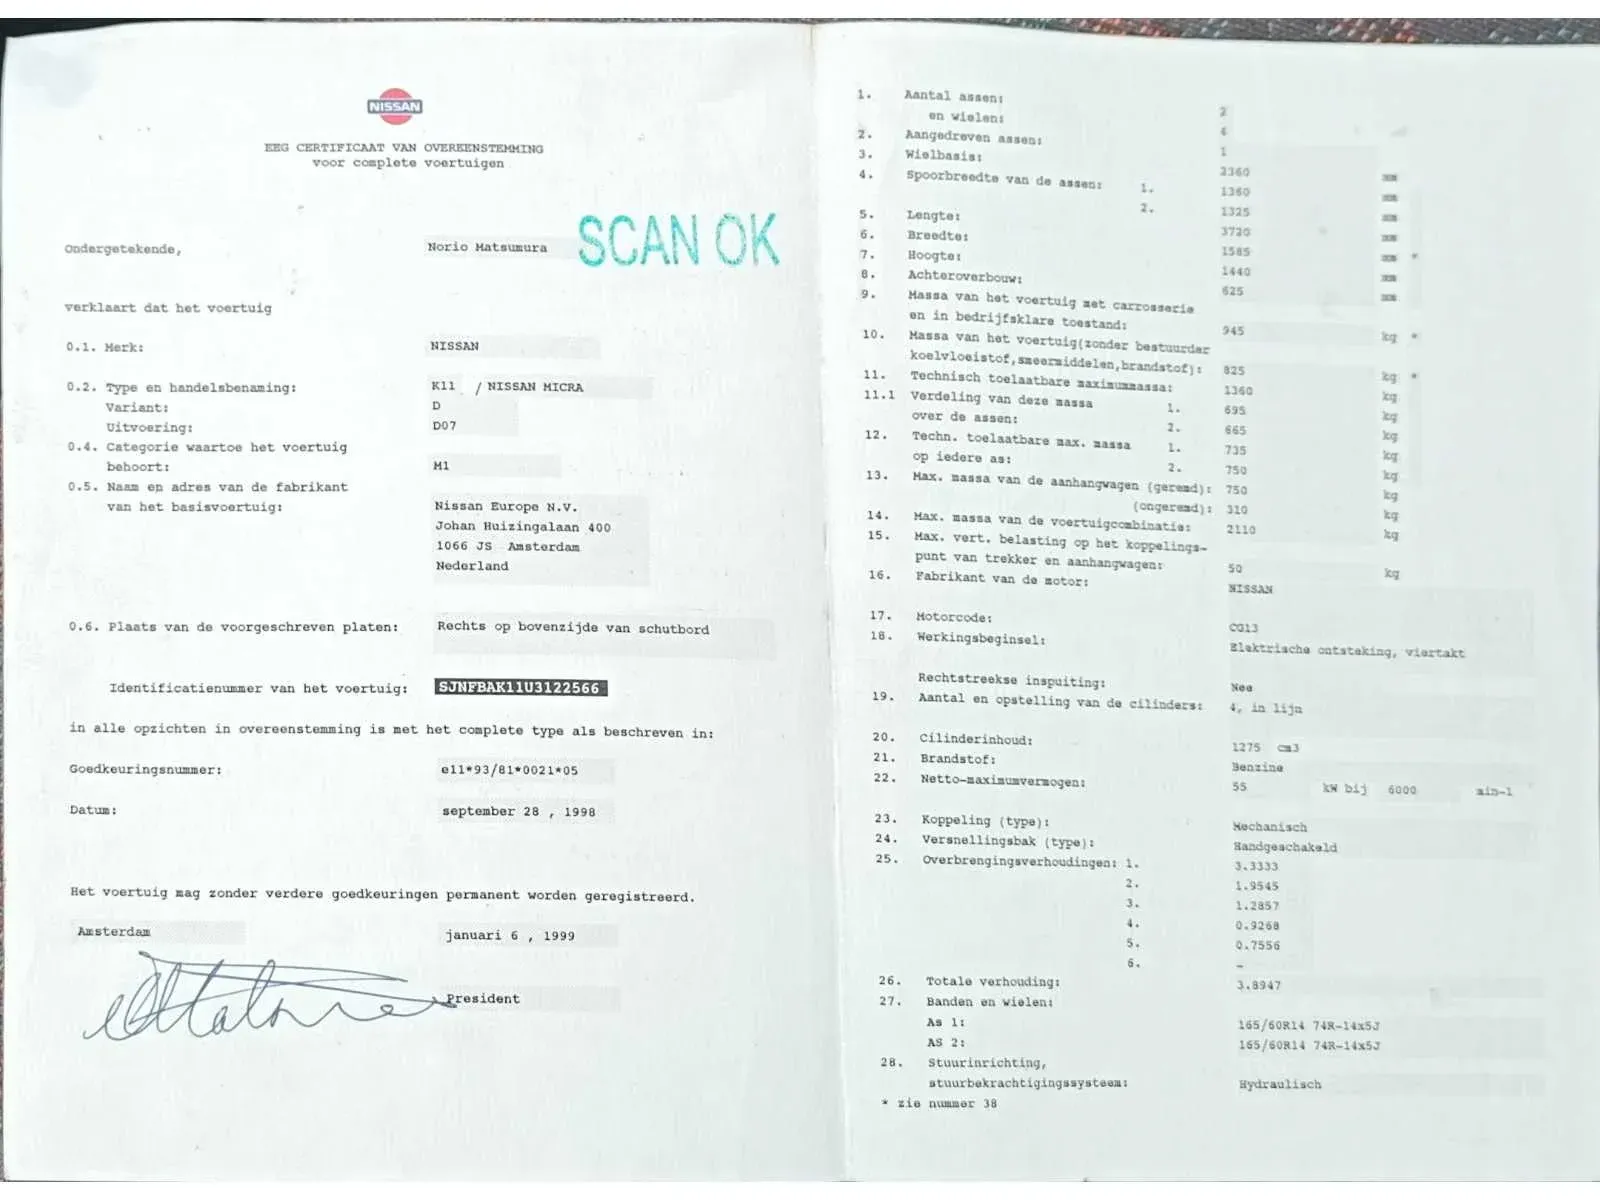 NISSAN
EEG CERTIFICAAT VAN OVEREENSTEMMING
voor complete voertuigen
SCAN OK
Ondergetekende, Norio Matsumura
verklaart dat het voertuig
0.1. Merk: NISSAN
0.2. Type en handelsbenaming: K11 / NISSAN MICRA
Variant: D
Uitvoering: D07
0.4. Categorie waartoe het voertuig
behoort: M1
0.5. Naam en adres van de fabrikant
van het basisvoertuig: Nissan Europe N.V.
Johan Huizingalaan 400
1066 JS Amsterdam
Nederland
0.6. Plaats van de voorgeschreven platen: Rechts op bovenzijde van schutbord
Identificatienummer van het voertuig: SJNFBAK11U3122566
in alle opzichten in overeenstemming is met het complete type als beschreven in:
Goedkeuringsnummer: e11*93/81*0021*05
Datum: september 28 , 1998
Het voertuig mag zonder verdere goedkeuringen permanent worden geregistreerd.
Amsterdam januari 6 , 1999
President
1. Aantal assen: 2
en wielen: 4
2. Aangedreven assen: 1
3. Wielbasis: 2360 mm
4. Spoorbreedte van de assen: 1. 1360 mm
2. 1325 mm
5. Lengte: 3720 mm
6. Breedte: 1585 mm *
7. Hoogte: 1440 mm
8. Achteroverbouw: 625 mm
9. Massa van het voertuig met carrosserie
en in bedrijfsklare toestand: 945 kg *
10. Massa van het voertuig(zonder bestuurder
koelvloeistof,smeermiddelen,brandstof): 825 kg *
11. Technisch toelaatbare maximummassa: 1360 kg
11.1 Verdeling van deze massa 1. 695 kg
over de assen: 2. 665 kg
12. Techn. toelaatbare max. massa 1. 735 kg
op iedere as: 2. 750 kg
13. Max. massa van de aanhangwagen (geremd): 750 kg
(ongeremd): 310 kg
14. Max. massa van de voertuigcombinatie: 2110 kg
15. Max. vert. belasting op het koppelings-
punt van trekker en aanhangwagen: 50 kg
16. Fabrikant van de motor: NISSAN
17. Motorcode: CG13
18. Werkingsbeginsel: Elektrische ontsteking, viertakt
Rechtstreekse inspuiting: Nee
19. Aantal en opstelling van de cilinders: 4, in lijn
20. Cilinderinhoud: 1275 cm3
21. Brandstof: Benzine
22. Netto-maximumvermogen: 55 kW bij 6000 min-1
23. Koppeling (type): Mechanisch
24. Versnellingsbak (type): Handgeschakeld
25. Overbrengingsverhoudingen: 1. 3.3333
2. 1.9545
3. 1.2857
4. 0.9268
5. 0.7556
6. -
26. Totale verhouding: 3.8947
27. Banden en wielen:
As 1: 165/60R14 74R-14x5J
AS 2: 165/60R14 74R-14x5J
28. Stuurinrichting,
stuurbekrachtigingssysteem: Hydraulisch
* zie nummer 38